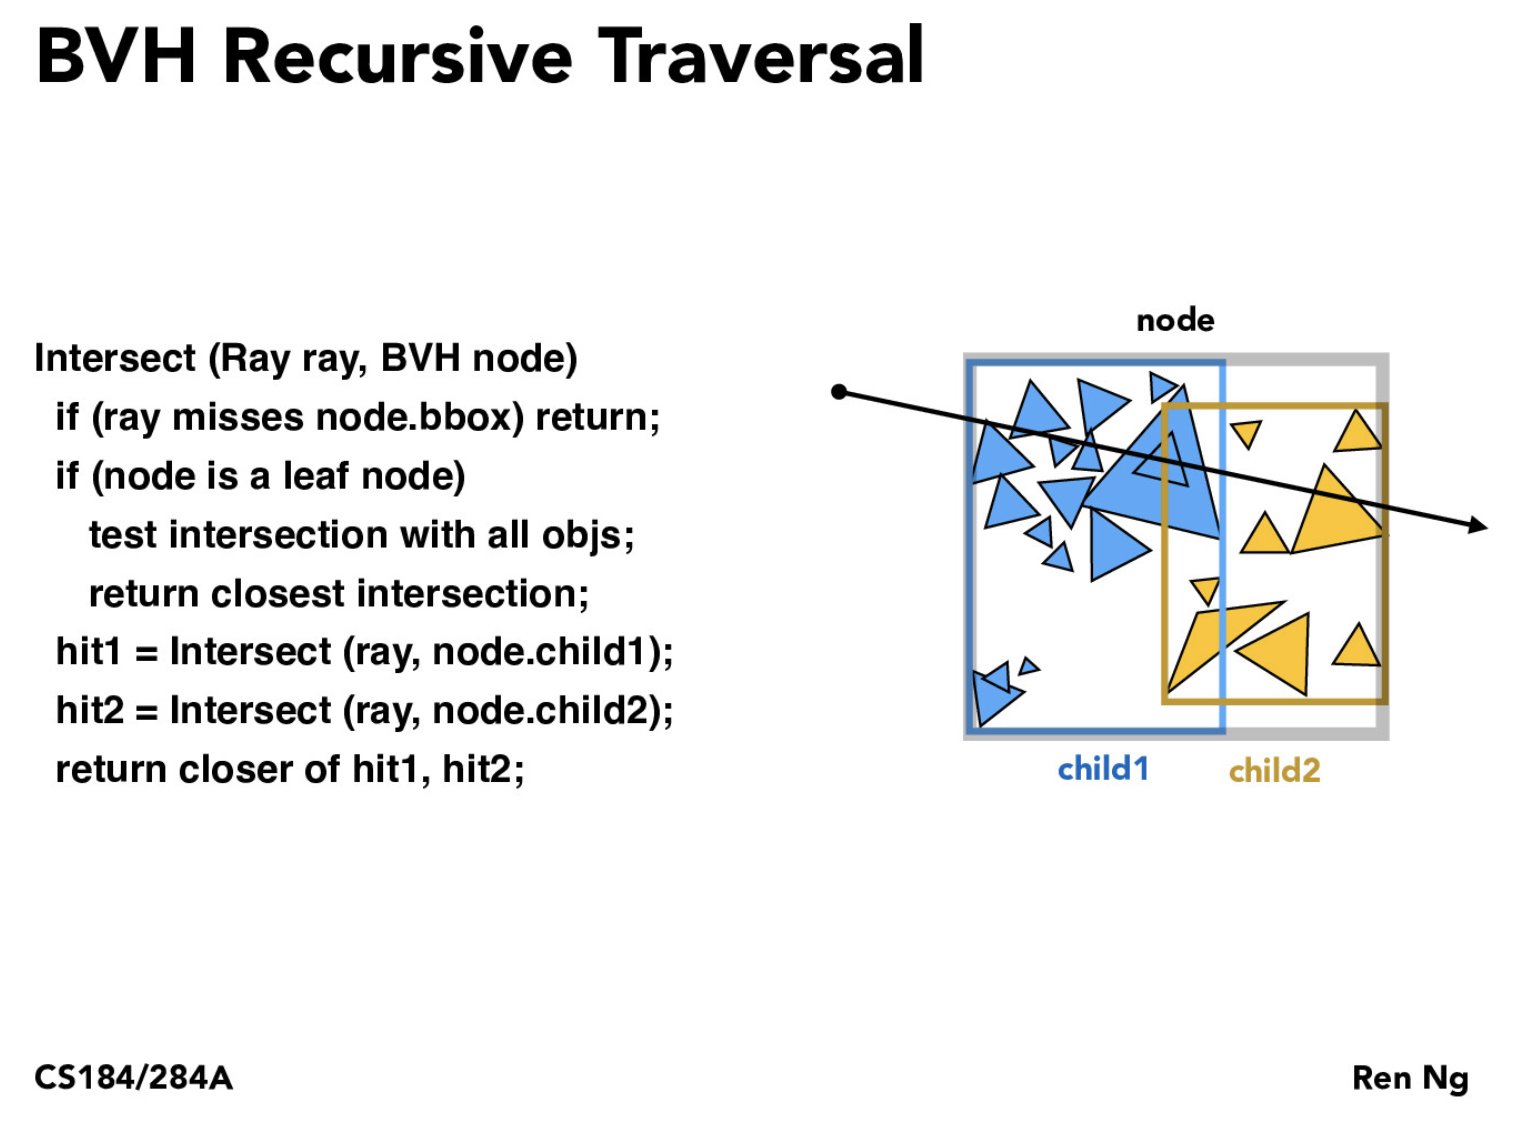 BVH Recursive Traversal
Intersect (Ray ray, BVH node)
if (ray misses node.bbox) return;
if (node is a leaf node)
test intersection with all objs;
return closest intersection;
hit1 = Intersect (ray, node.child1);
hit2 = Intersect (ray, node.child2);
return closer of hit1, hit2;
node
child1
child2
CS184/284A
Ren Ng